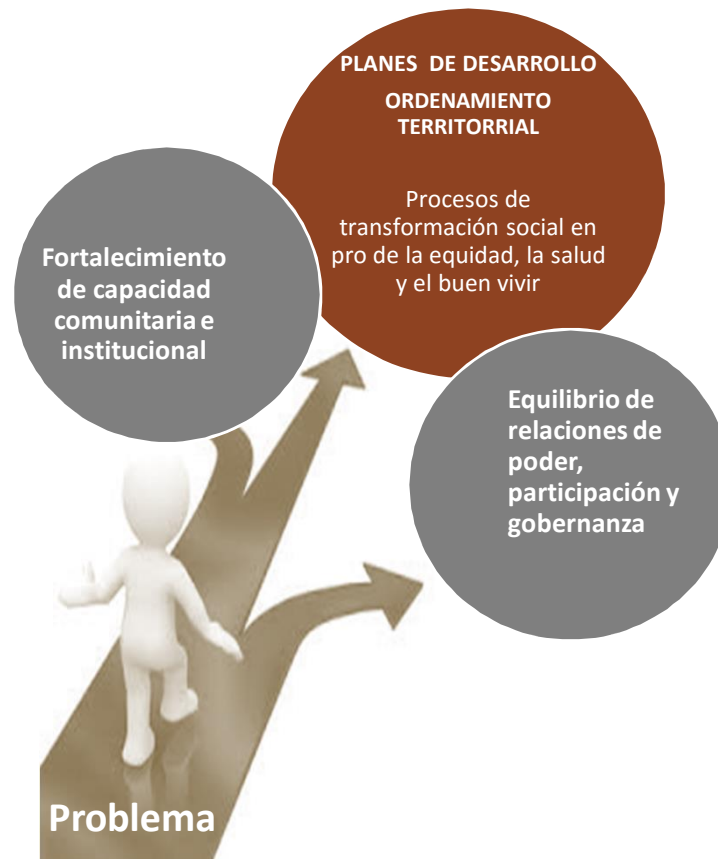 PLANES DE DESARROLLO
ORDENAMIENTO
TERRITORRIAL
Procesos de
transformación social en
pro de la equidad, la salud
y el buen vivir
Fortalecimiento
de capacidad
comunitaria e
institucional
Equilibrio de
relaciones de
poder,
participación y
gobernanza
Problema